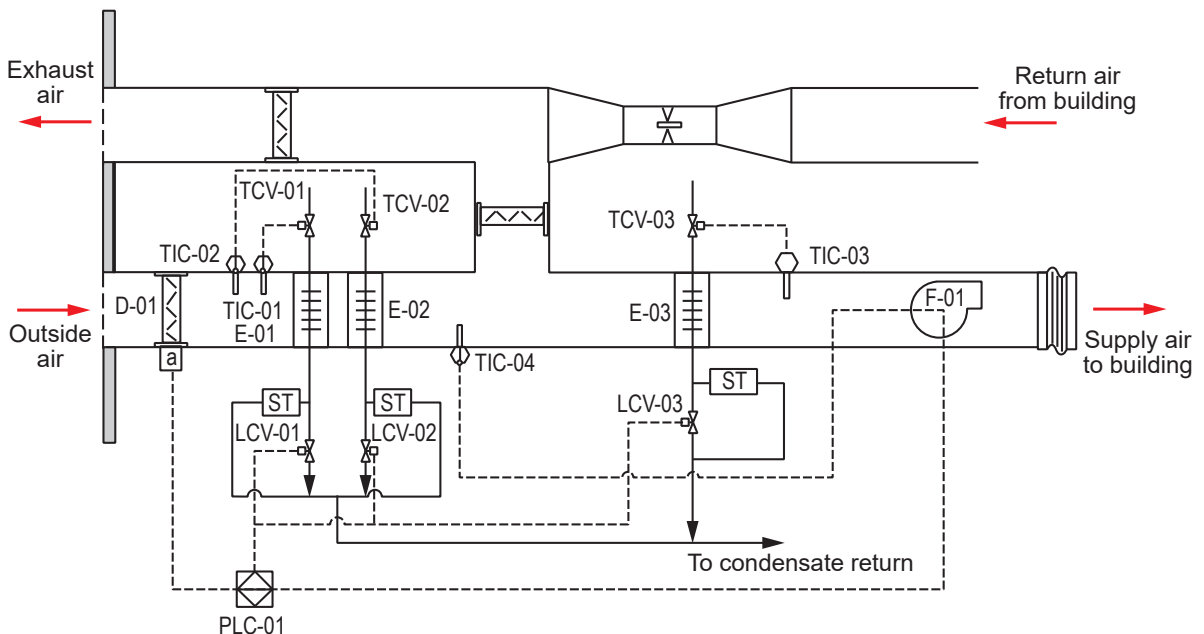 Exhaust
air
Return air
from building
TCV-01
TCV-02
TCV-03
TIC-02
TIC-03
D-01
TIC-01
E-01
E-02
E-03
F-01
Outside
air
a
TIC-04
Supply air
to building
ST
ST
ST
LCV-01
LCV-02
LCV-03
To condensate return
PLC-01